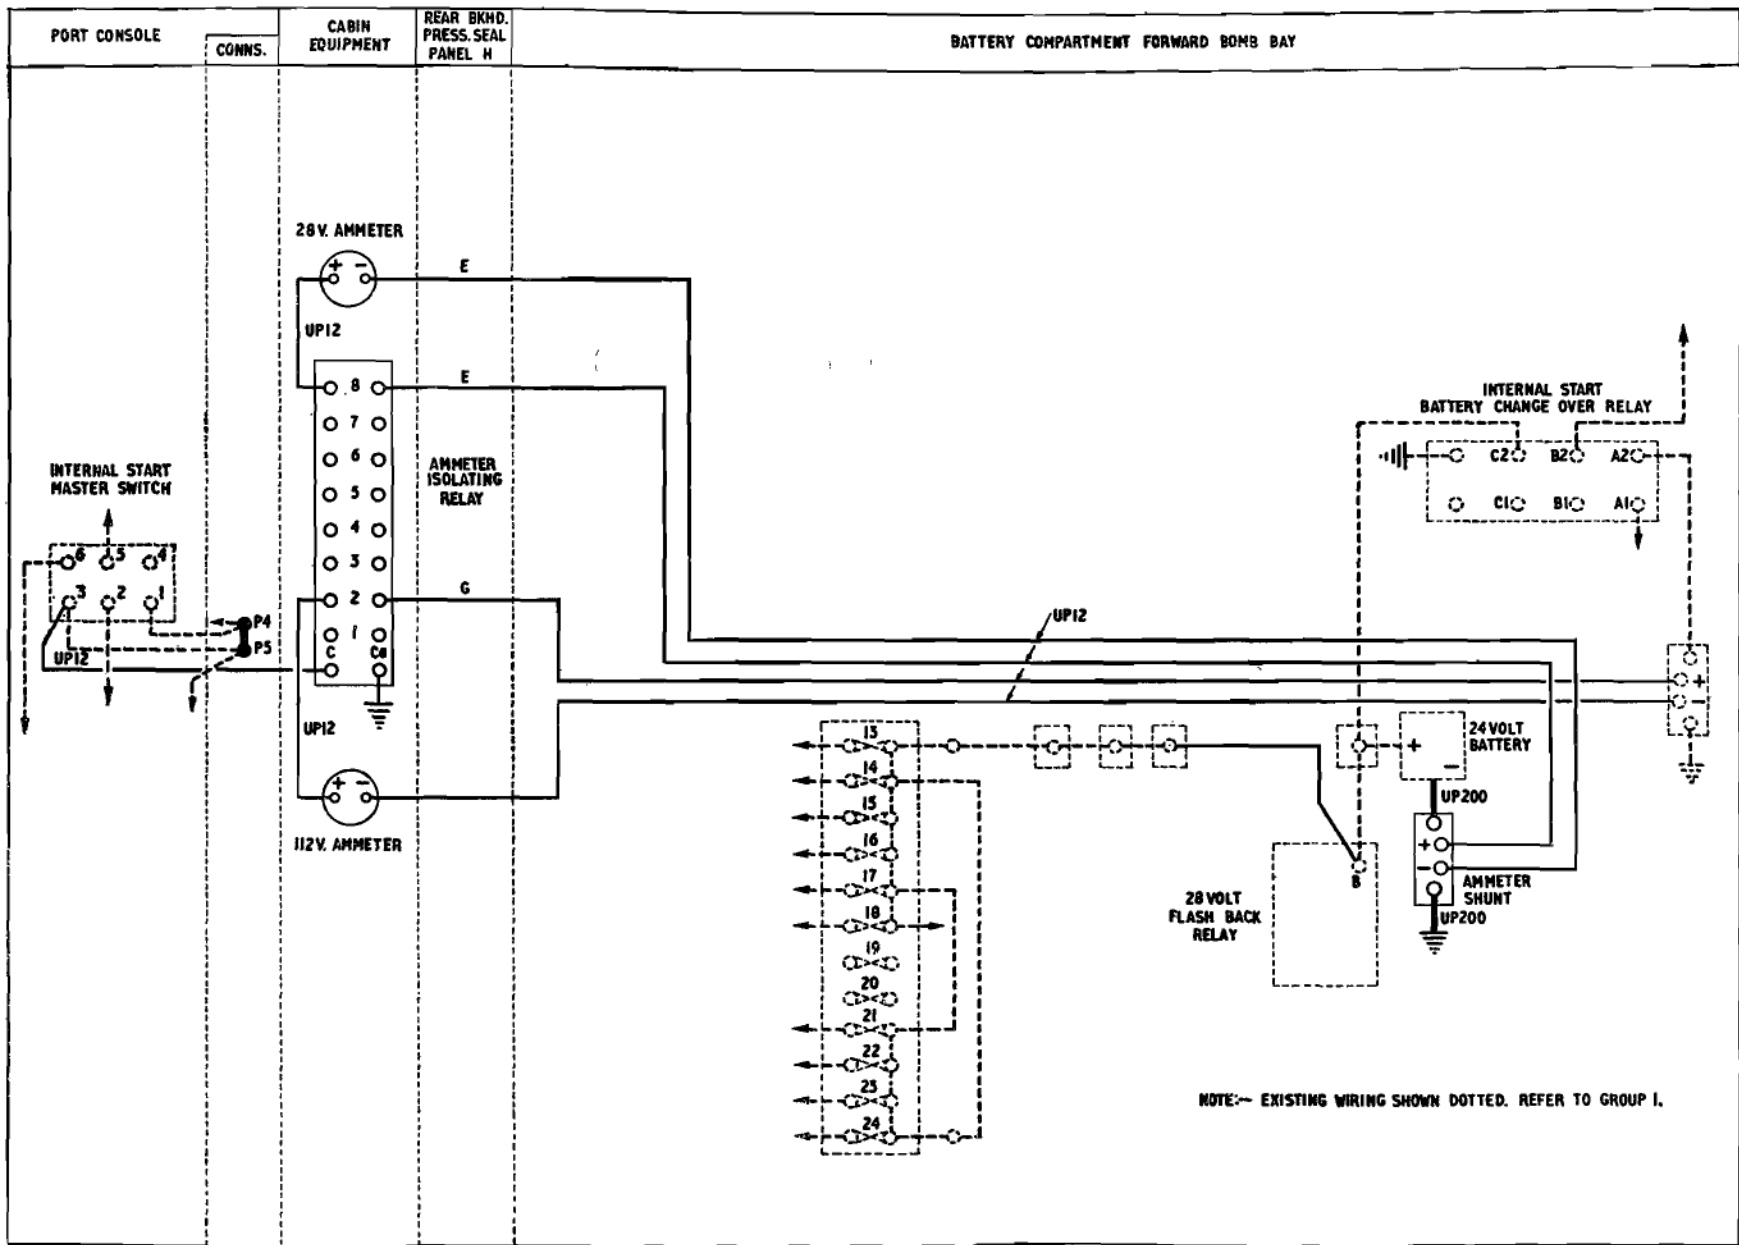 PORT CONSOLE
CONNS.
CABIN
EQUIPMENT
REAR BKHD.
PRESS. SEAL
PANEL H
BATTERY COMPARTMENT FORWARD BOMB BAY
28V. AMMETER
+ -
E
UP12
E
8
7
6
5
4
3
2
1
C
C0
AMMETER
ISOLATING
RELAY
G
INTERNAL START
MASTER SWITCH
6 5 4
3 2 1
UP12
P4
P5
UP12
+ -
112V. AMMETER
UP12
INTERNAL START
BATTERY CHANGE OVER RELAY
C2 B2 A2
C1 B1 A1
+
-
13
14
15
16
17
18
19
20
21
22
23
24
+
-
24 VOLT
BATTERY
UP200
+
-
AMMETER
SHUNT
UP200
B
28 VOLT
FLASH BACK
RELAY
NOTE:- EXISTING WIRING SHOWN DOTTED. REFER TO GROUP 1.